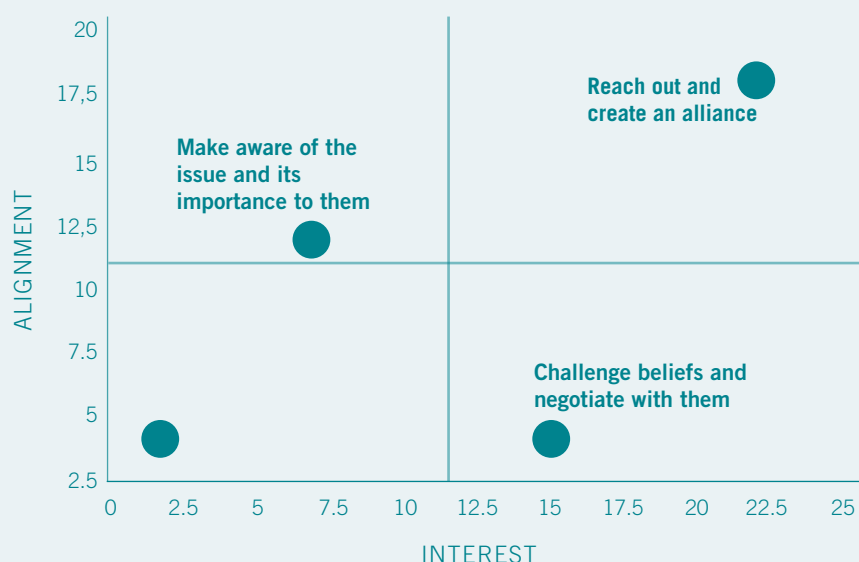 20
17,5
15
12,5
10
7.5
5
2.5
ALIGNMENT
Make aware of the
issue and its
importance to them
Reach out and
create an alliance
Challenge beliefs and
negotiate with them
0 2.5 5 7.5 10 12.5 15 17.5 20 22.5 25
INTEREST